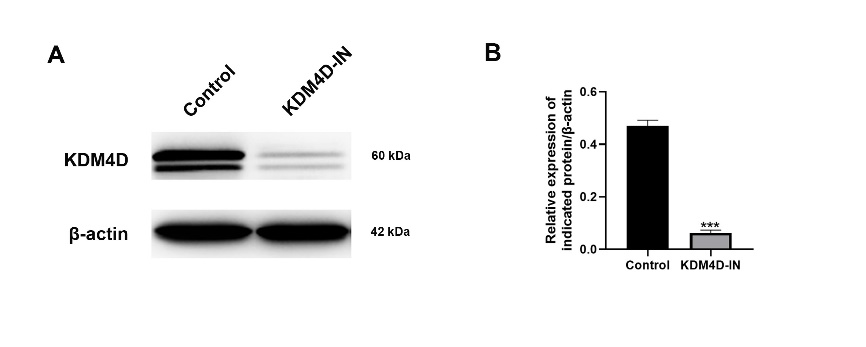 A
Control
KDM4D-IN
KDM4D
60 kDa
β-actin
42 kDa
B
Relative expression of
indicated protein/β-actin
0.6
0.4
0.2
0.0
***
Control
KDM4D-IN